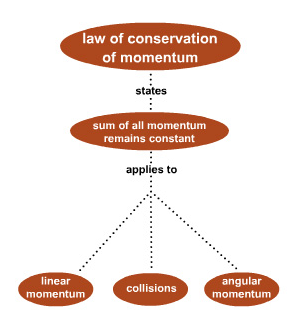 law of conservation
of momentum
states
sum of all momentum
remains constant
applies to
linear
momentum
collisions
angular
momentum